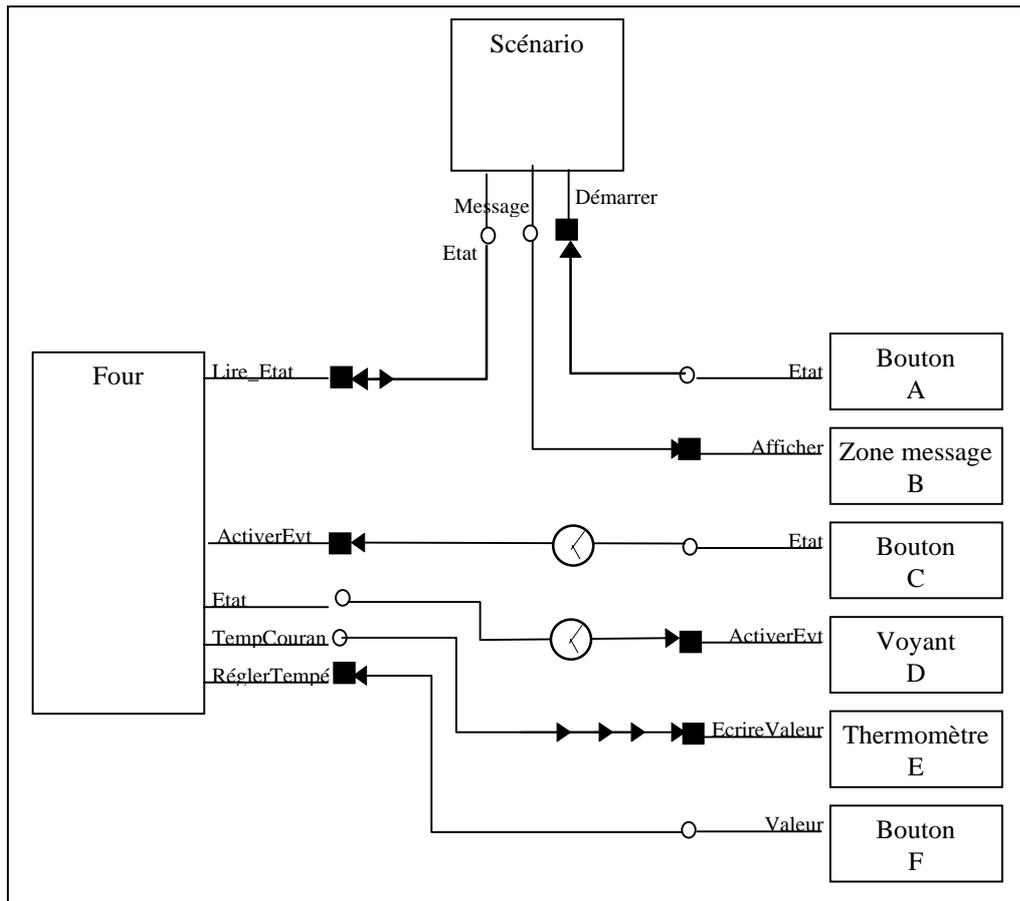 Scénario
Démarrer
Message
Etat
Four
Lire_Etat
Etat
Bouton
A
Afficher
Zone message
B
ActiverEvt
Etat
Bouton
C
Etat
ActiverEvt
Voyant
D
TempCouran
RéglerTempé
EcrireValeur
Thermomètre
E
Valeur
Bouton
F